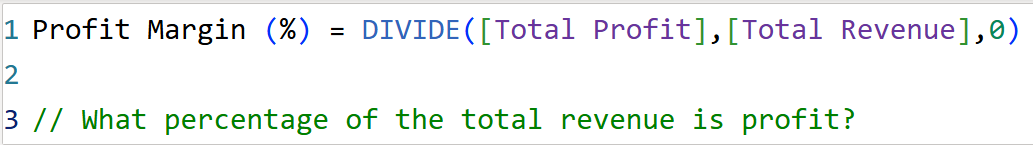 1 Profit Margin (%) = DIVIDE([Total Profit],[Total Revenue],0)
2
3 // What percentage of the total revenue is profit?